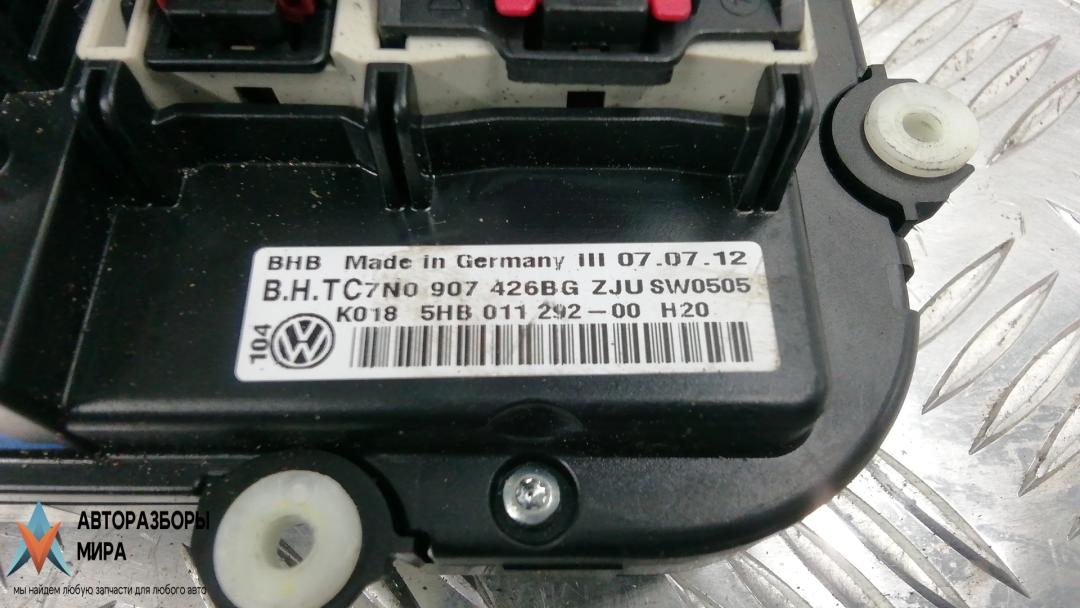 BHB Made in Germany III 07.07.12
B.H.TC7N0 907 426BG ZJU SW0505
K018 5HB 011 292-00 H20
104
АВТОРАЗБОРЫ
МИРА
мы найдем любую запчасти для любого авто